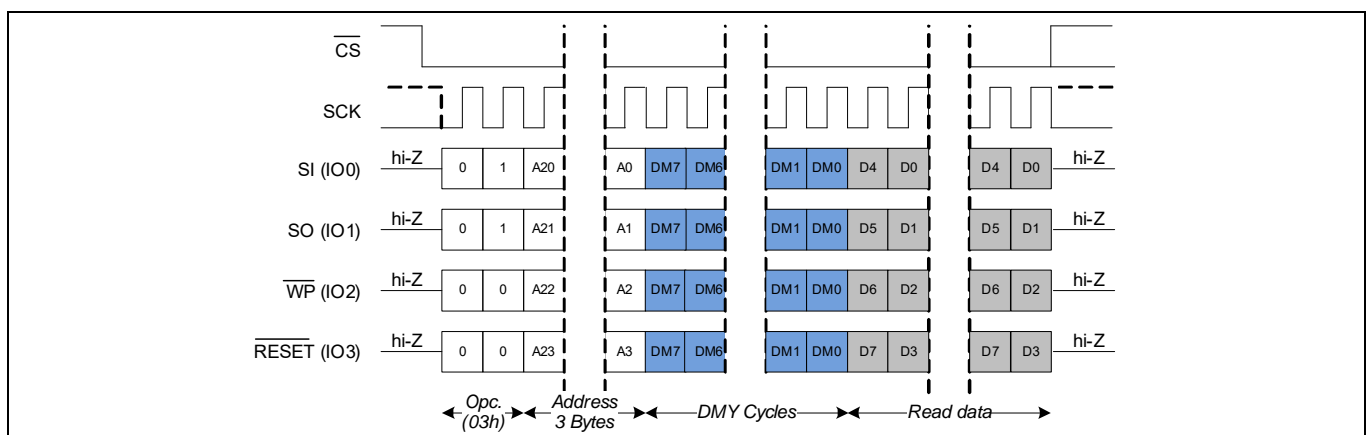 CS
SCK
SI (IO0) hi-Z 0 1 A20 A0 DM7 DM6 DM1 DM0 D4 D0 D4 D0 hi-Z
SO (IO1) hi-Z 0 1 A21 A1 DM7 DM6 DM1 DM0 D5 D1 D5 D1 hi-Z
WP (IO2) hi-Z 0 0 A22 A2 DM7 DM6 DM1 DM0 D6 D2 D6 D2 hi-Z
RESET (IO3) hi-Z 0 0 A23 A3 DM7 DM6 DM1 DM0 D7 D3 D7 D3 hi-Z
Opc. Address DMY Cycles Read data
(03h) 3 Bytes